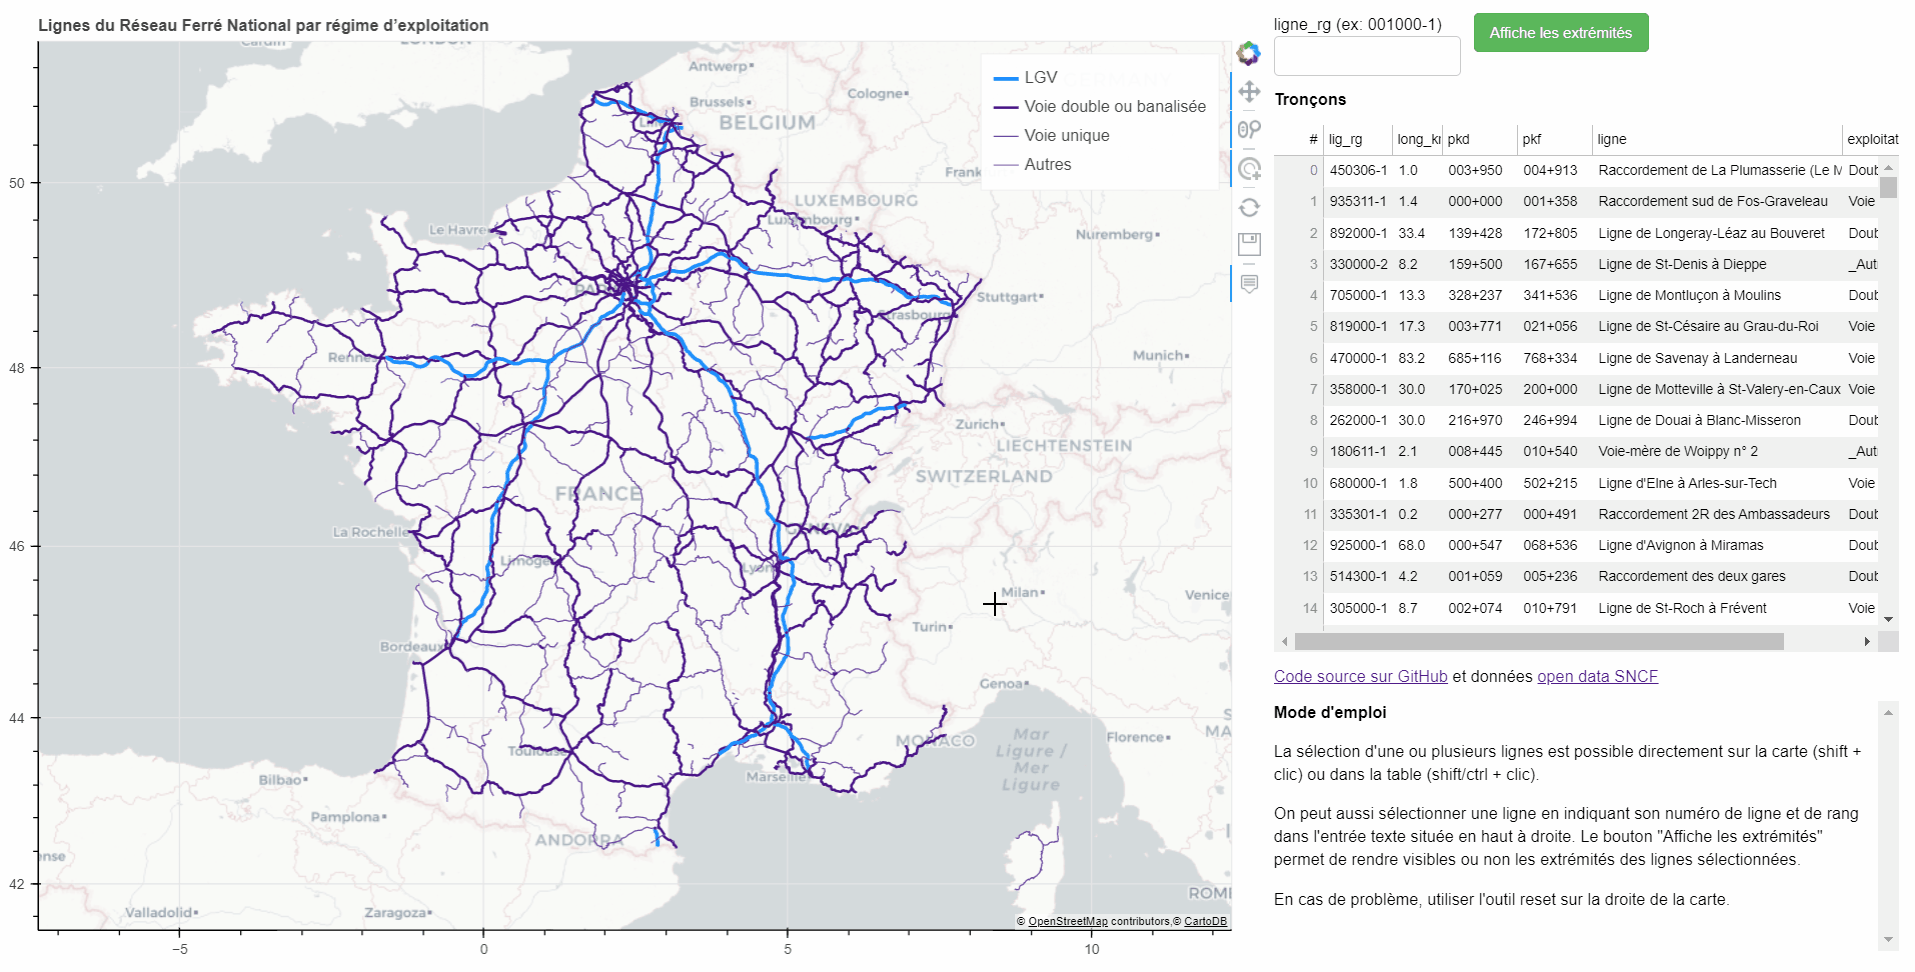 Lignes du Réseau Ferré National par régime d’exploitation
LONDON
Cardiff
Antwerp
Brussels
BELGIUM
Cologne
Lille
LUXEMBOURG
Luxembourg
Le Havre
Nuremberg
PARIS
Stuttgart
Strasbourg
Rennes
Munich
Zurich
LIECHTENSTEIN
SWITZERLAND
FRANCE
La Rochelle
GENEVA
Limoges
Lyon
Milan
Venice
Turin
Bordeaux
Genoa
MONACO
Mar
Ligure /
Mer
Ligure
Florence
Toulouse
Marseille
Bilbao
Pamplona
ANDORRA
Valladolid
Zaragoza
© OpenStreetMap contributors,© CartoDB
50
48
46
44
42
−5
0
5
10
LGV
Voie double ou banalisée
Voie unique
Autres
ligne_rg (ex: 001000-1)
Affiche les extrémités
Tronçons
# lig_rg long_k pkd pkf ligne exploitat
0 450306-1 1.0 003+950 004+913 Raccordement de La Plumasserie (Le M Doub
1 935311-1 1.4 000+000 001+358 Raccordement sud de Fos-Graveleau Voie
2 892000-1 33.4 139+428 172+805 Ligne de Longeray-Léaz au Bouveret Doub
3 330000-2 8.2 159+500 167+655 Ligne de St-Denis à Dieppe _Aut
4 705000-1 13.3 328+237 341+536 Ligne de Montluçon à Moulins Doub
5 819000-1 17.3 003+771 021+056 Ligne de St-Césaire au Grau-du-Roi Voie
6 470000-1 83.2 685+116 768+334 Ligne de Savenay à Landerneau Voie
7 358000-1 30.0 170+025 200+000 Ligne de Motteville à St-Valery-en-Caux Voie
8 262000-1 30.0 216+970 246+994 Ligne de Douai à Blanc-Misseron Doub
9 180611-1 2.1 008+445 010+540 Voie-mère de Woippy n° 2 _Aut
10 680000-1 1.8 500+400 502+215 Ligne d'Elne à Arles-sur-Tech Voie
11 335301-1 0.2 000+277 000+491 Raccordement 2R des Ambassadeurs Doub
12 925000-1 68.0 000+547 068+536 Ligne d'Avignon à Miramas Doub
13 514300-1 4.2 001+059 005+236 Raccordement des deux gares Doub
14 305000-1 8.7 002+074 010+791 Ligne de St-Roch à Frévent Voie
Code source sur GitHub et données open data SNCF
Mode d'emploi
La sélection d'une ou plusieurs lignes est possible directement sur la carte (shift +
clic) ou dans la table (shift/ctrl + clic).
On peut aussi sélectionner une ligne en indiquant son numéro de ligne et de rang
dans l'entrée texte située en haut à droite. Le bouton "Affiche les extrémités"
permet de rendre visibles ou non les extrémités des lignes sélectionnées.
En cas de problème, utiliser l'outil reset sur la droite de la carte.